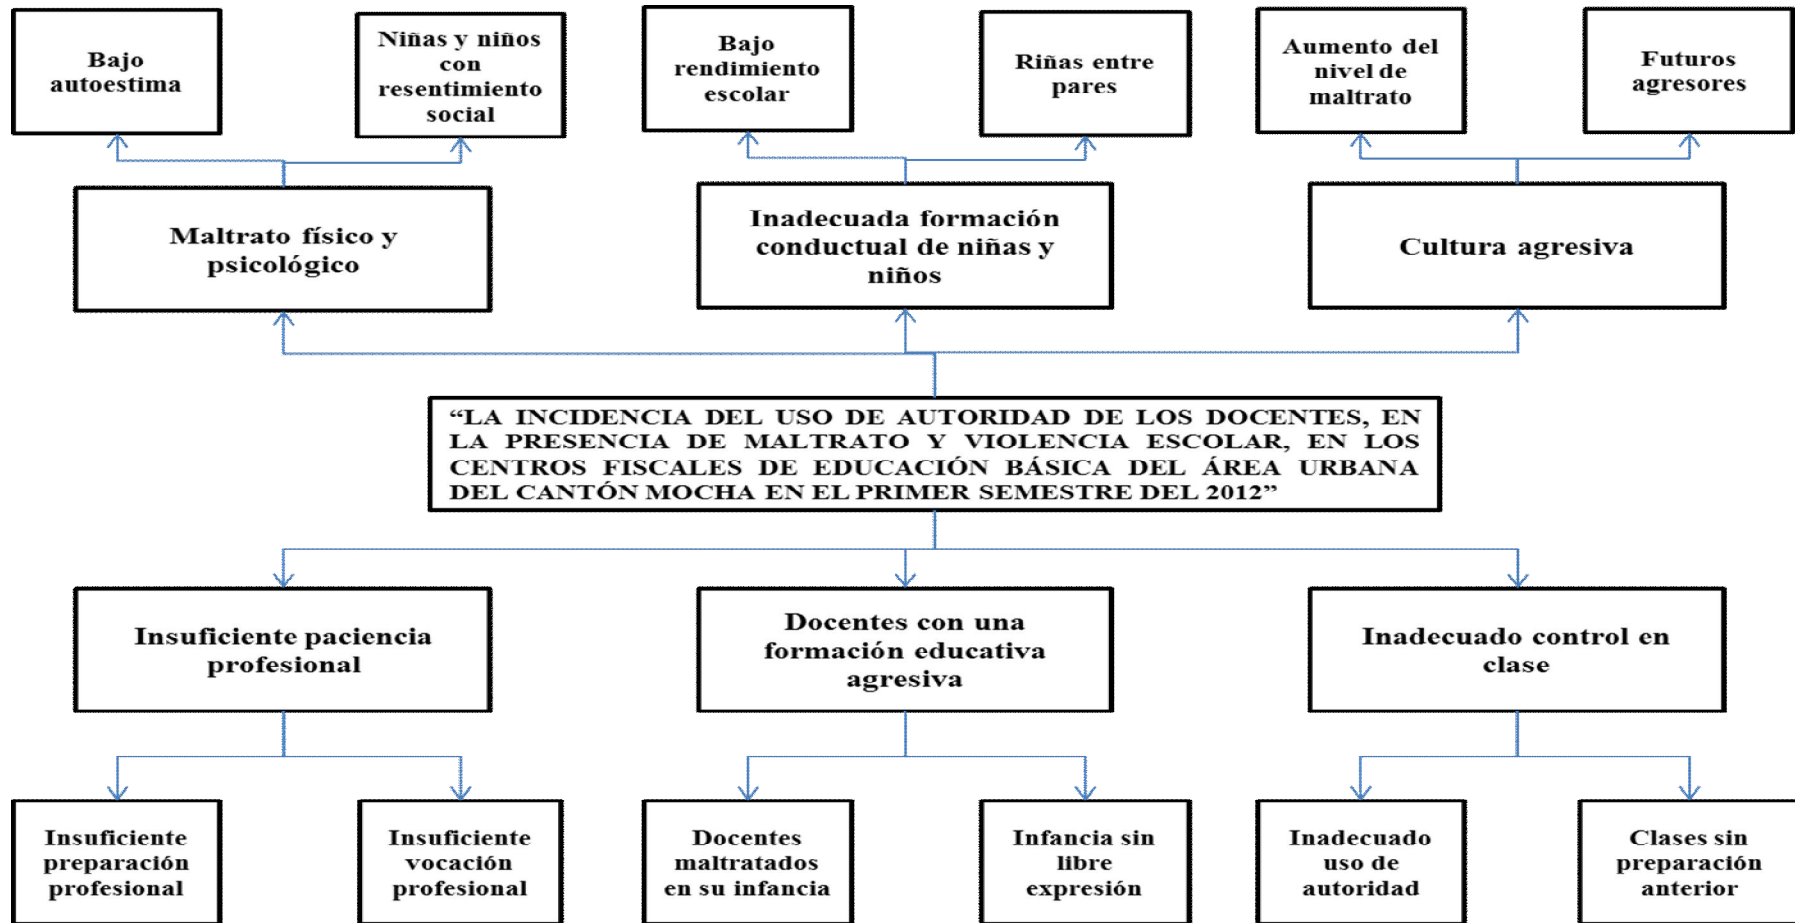 Bajo
autoestima
Niñas y niños
con
resentimiento
social
Bajo
rendimiento
escolar
Riñas entre
pares
Aumento del
nivel de
maltrato
Futuros
agresores
Maltrato físico y
psicológico
Inadecuada formación
conductual de niñas y
niños
Cultura agresiva
“LA INCIDENCIA DEL USO DE AUTORIDAD DE LOS DOCENTES, EN
LA PRESENCIA DE MALTRATO Y VIOLENCIA ESCOLAR, EN LOS
CENTROS FISCALES DE EDUCACIÓN BÁSICA DEL ÁREA URBANA
DEL CANTÓN MOCHA EN EL PRIMER SEMESTRE DEL 2012”
Insuficiente paciencia
profesional
Docentes con una
formación educativa
agresiva
Inadecuado control en
clase
Insuficiente
preparación
profesional
Insuficiente
vocación
profesional
Docentes
maltratados
en su infancia
Infancia sin
libre
expresión
Inadecuado
uso de
autoridad
Clases sin
preparación
anterior